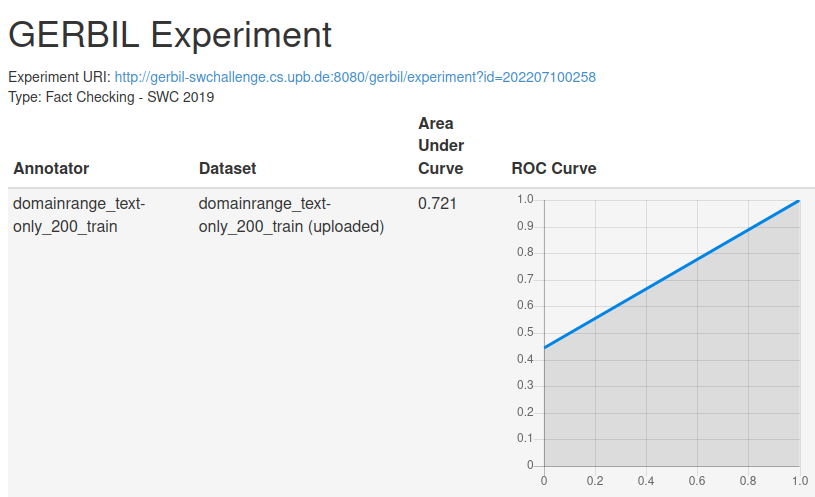 GERBIL Experiment
Experiment URI: http://gerbil-swchallenge.cs.upb.de:8080/gerbil/experiment?id=202207100258
Type: Fact Checking - SWC 2019
Annotator
Dataset
Area
Under
Curve
ROC Curve
domainrange_text-
only_200_train
domainrange_text-
only_200_train (uploaded)
0.721
1.0
0.9
0.8
0.7
0.6
0.5
0.4
0.3
0.2
0.1
0
0 0.2 0.4 0.6 0.8 1.0